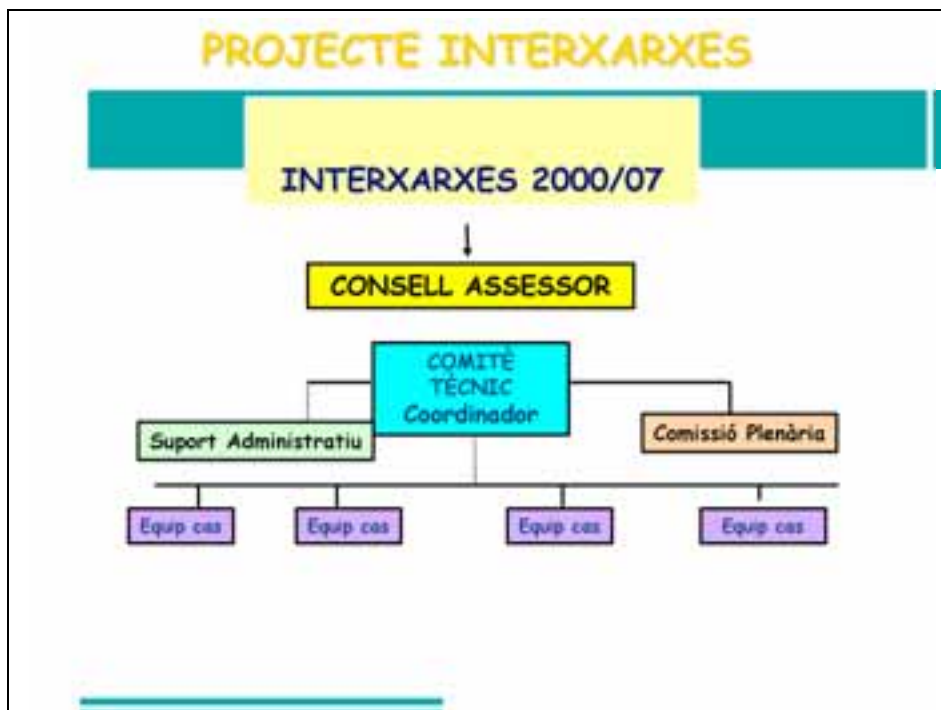 PROJECTE INTERXARXES
INTERXARXES 2000/07
CONSELL ASSESSOR
COMITÈ
TÈCNIC
Coordinador
Suport Administratiu
Comissió Plenària
Equip cas
Equip cas
Equip cas
Equip cas